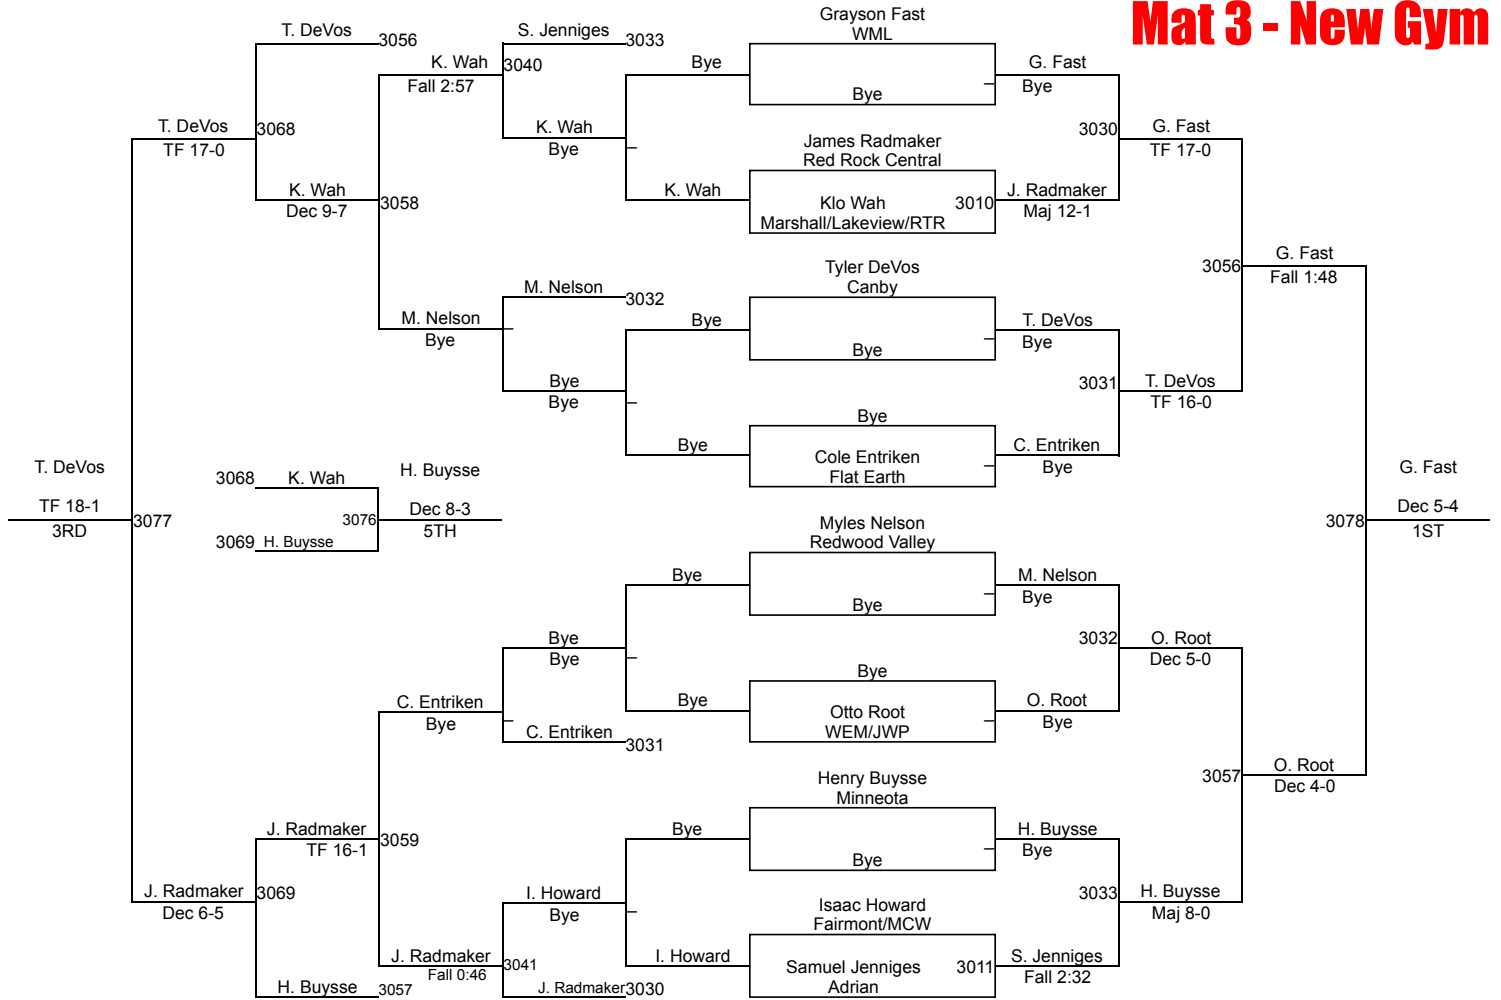 Mat 3 - New Gym
T. DeVos
3056
S. Jenniges
3033
Grayson Fast
WML
K. Wah
3040
Fall 2:57
Bye
Bye
G. Fast
Bye
T. DeVos
3068
TF 17-0
K. Wah
Bye
James Radmaker
Red Rock Central
3030
G. Fast
TF 17-0
K. Wah
3058
Dec 9-7
K. Wah
Klo Wah
3010
Marshall/Lakeview/RTR
J. Radmaker
Maj 12-1
Tyler DeVos
Canby
3056
G. Fast
Fall 1:48
M. Nelson
3032
M. Nelson
Bye
Bye
Bye
T. DeVos
Bye
Bye
Bye
3031
T. DeVos
TF 16-0
Bye
Bye
Cole Entriken
Flat Earth
C. Entriken
Bye
T. DeVos
TF 18-1
3RD
3077
3068
K. Wah
3069
H. Buysse
3076
H. Buysse
Dec 8-3
5TH
G. Fast
Dec 5-4
1ST
3078
Myles Nelson
Redwood Valley
Bye
Bye
M. Nelson
Bye
Bye
Bye
3032
O. Root
Dec 5-0
Bye
Bye
Otto Root
WEM/JWP
O. Root
Bye
C. Entriken
Bye
C. Entriken
3031
Henry Buysse
Minneota
3057
O. Root
Dec 4-0
J. Radmaker
3059
TF 16-1
Bye
Bye
H. Buysse
Bye
J. Radmaker
3069
Dec 6-5
I. Howard
Bye
Isaac Howard
Fairmont/MCW
3033
H. Buysse
Maj 8-0
J. Radmaker
3041
Fall 0:46
I. Howard
Samuel Jenniges
3011
Adrian
S. Jenniges
Fall 2:32
H. Buysse
3057
J. Radmaker
3030